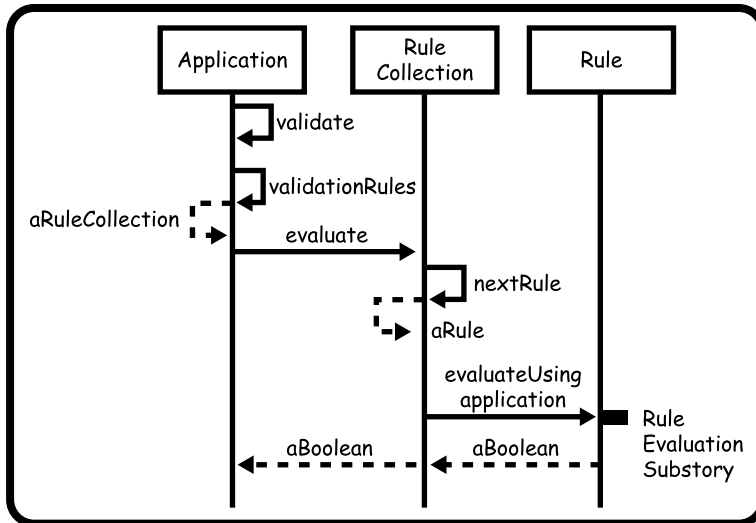 Application
Rule
Collection
Rule
validate
validationRules
aRuleCollection
evaluate
nextRule
aRule
evaluateUsing
application
Rule
Evaluation
Substory
aBoolean
aBoolean